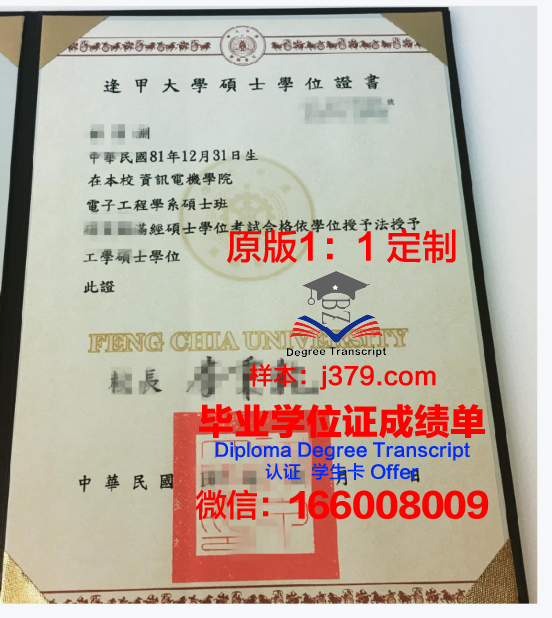 逢甲大學碩士學位證書
號
中華民國81年12月31日生
在本校 資訊電機學院
電子工程學系碩士班
滿經碩士學位考試合格依學位授予法授予
工學碩士學位
此證
原版1：1 定制
FENG CHIA UNIVERSITY
Degree Transcript
校長
样本：j379.com
毕业学位证成绩单
Diploma Degree Transcript
认证 学生卡 Offer
中華民國 月 日
微信：166008009